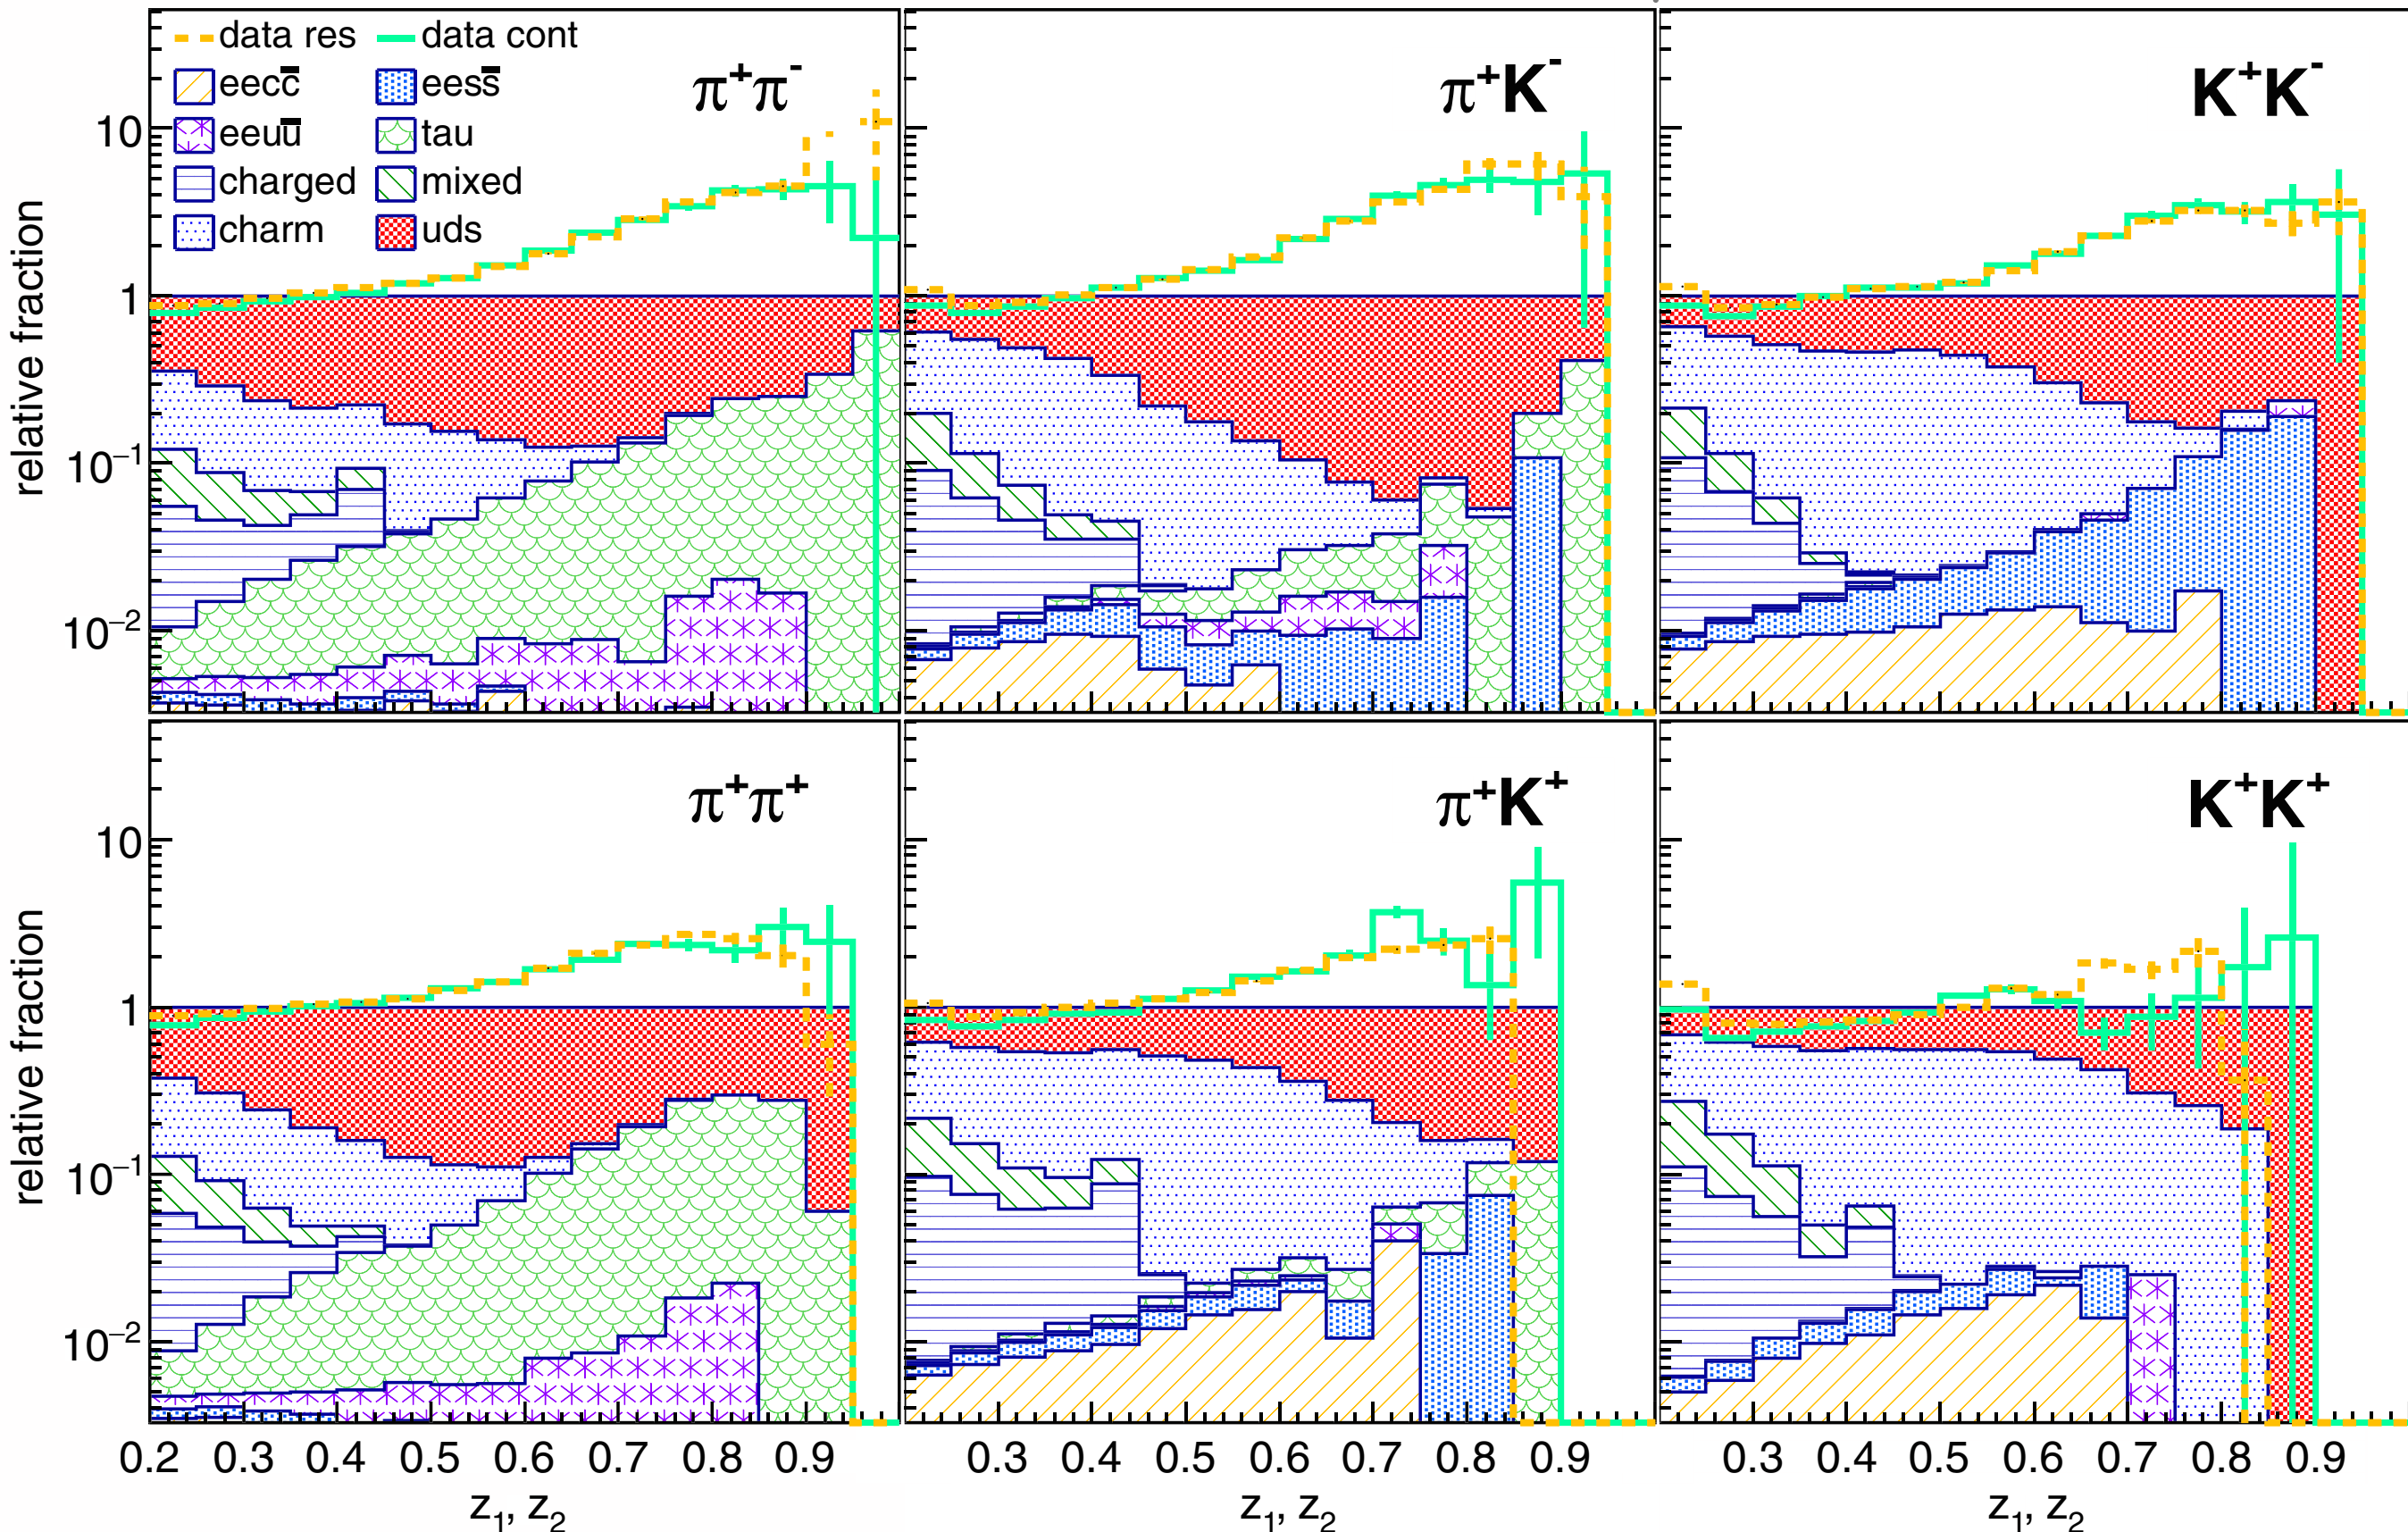 data res data cont
eecc̅ eess̅
eeuu̅ tau
charged mixed
charm uds
π⁺π⁻
π⁺K⁻
K⁺K⁻
10
1
10⁻¹
10⁻²
relative fraction
π⁺π⁺
π⁺K⁺
K⁺K⁺
10
1
10⁻¹
10⁻²
relative fraction
0.2 0.3 0.4 0.5 0.6 0.7 0.8 0.9 0.3 0.4 0.5 0.6 0.7 0.8 0.9 0.3 0.4 0.5 0.6 0.7 0.8 0.9
z₁, z₂ z₁, z₂ z₁, z₂